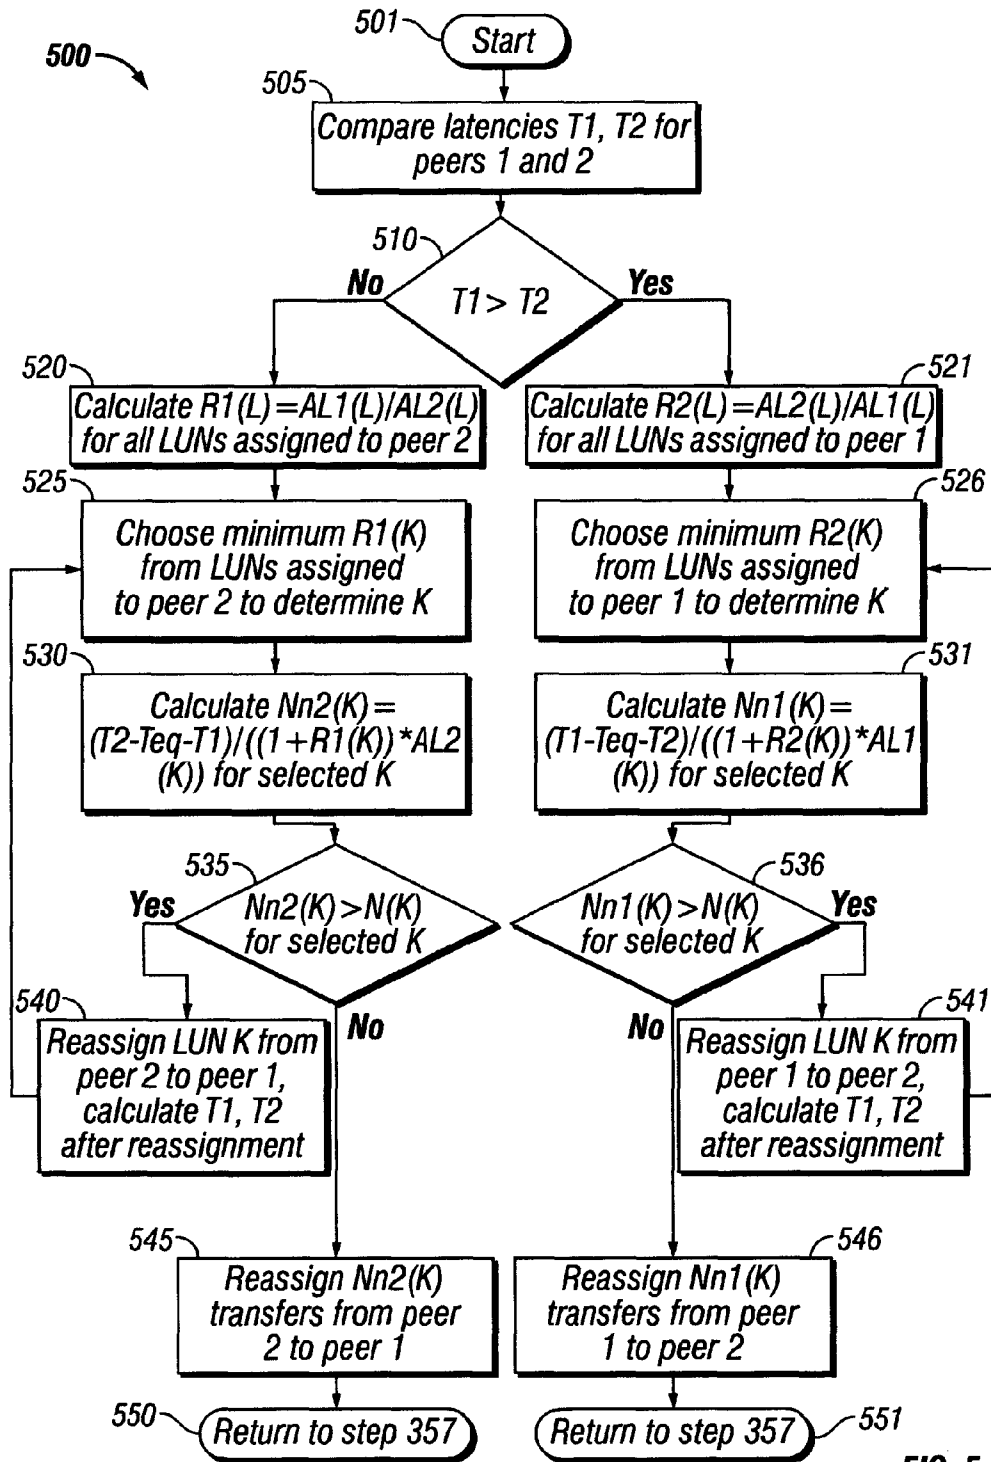 501
Start
500
505
Compare latencies T1, T2 for
peers 1 and 2
510
No
T1> T2
Yes
520
Calculate R1(L)=AL1(L)/AL2(L)
for all LUNs assigned to peer 2
521
Calculate R2(L)=AL2(L)/AL1(L)
for all LUNs assigned to peer 1
525
Choose minimum R1(K)
from LUNs assigned
to peer 2 to determine K
526
Choose minimum R2(K)
from LUNs assigned
to peer 1 to determine K
530
Calculate Nn2(K)=
(T2-Teq-T1)/((1+R1(K))*AL2
(K)) for selected K
531
Calculate Nn1(K)=
(T1-Teq-T2)/((1+R2(K))*AL1
(K)) for selected K
535
Yes
Nn2(K)>N(K)
for selected K
No
536
Nn1(K)>N(K)
for selected K
Yes
No
540
Reassign LUN K from
peer 2 to peer 1,
calculate T1, T2
after reassignment
541
Reassign LUN K from
peer 1 to peer 2,
calculate T1, T2
after reassignment
545
Reassign Nn2(K)
transfers from peer
2 to peer 1
546
Reassign Nn1(K)
transfers from peer
1 to peer 2
550
Return to step 357
Return to step 357
551
FIG. 5